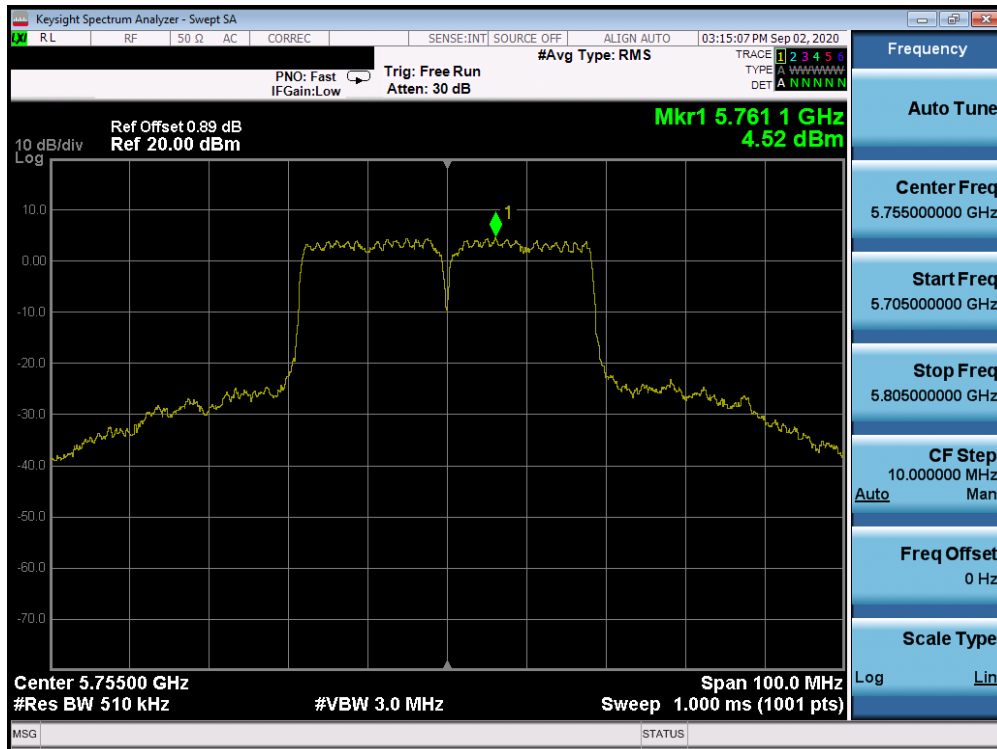 Keysight Spectrum Analyzer - Swept SA
LXI RL RF 50 Ω AC CORREC SENSE:INT SOURCE OFF ALIGN AUTO 03:15:07 PM Sep 02, 2020
#Avg Type: RMS
TRACE 1 2 3 4 5 6
PNO: Fast Trig: Free Run
TYPE A WWWWW
IFGain:Low Atten: 30 dB
DET A N N N N N
Mkr1 5.761 1 GHz
Ref Offset 0.89 dB
4.52 dBm
10 dB/div Ref 20.00 dBm
Log
10.0
1
0.00
-10.0
-20.0
-30.0
-40.0
-50.0
-60.0
-70.0
Center 5.75500 GHz Span 100.0 MHz
#Res BW 510 kHz #VBW 3.0 MHz Sweep 1.000 ms (1001 pts)
MSG STATUS
Frequency
Auto Tune
Center Freq
5.755000000 GHz
Start Freq
5.705000000 GHz
Stop Freq
5.805000000 GHz
CF Step
10.000000 MHz
Auto Man
Freq Offset
0 Hz
Scale Type
Log Lin